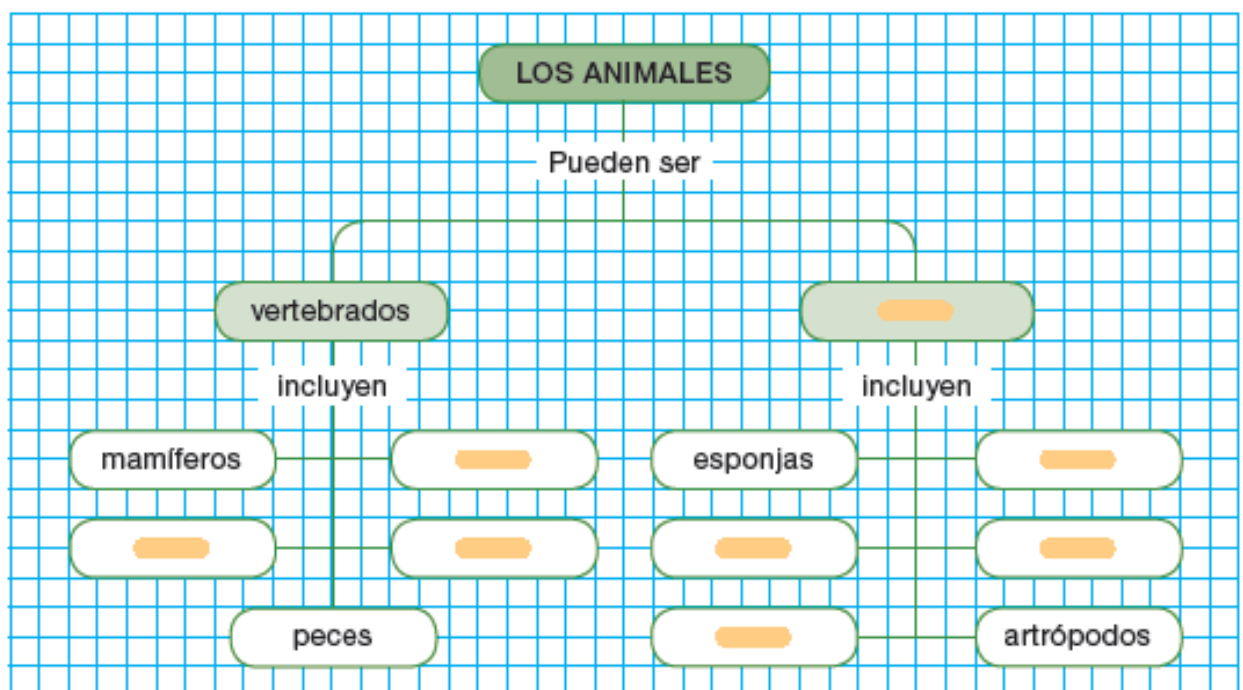 LOS ANIMALES
Pueden ser
vertebrados
incluyen
incluyen
mamíferos
esponjas
peces
artrópodos